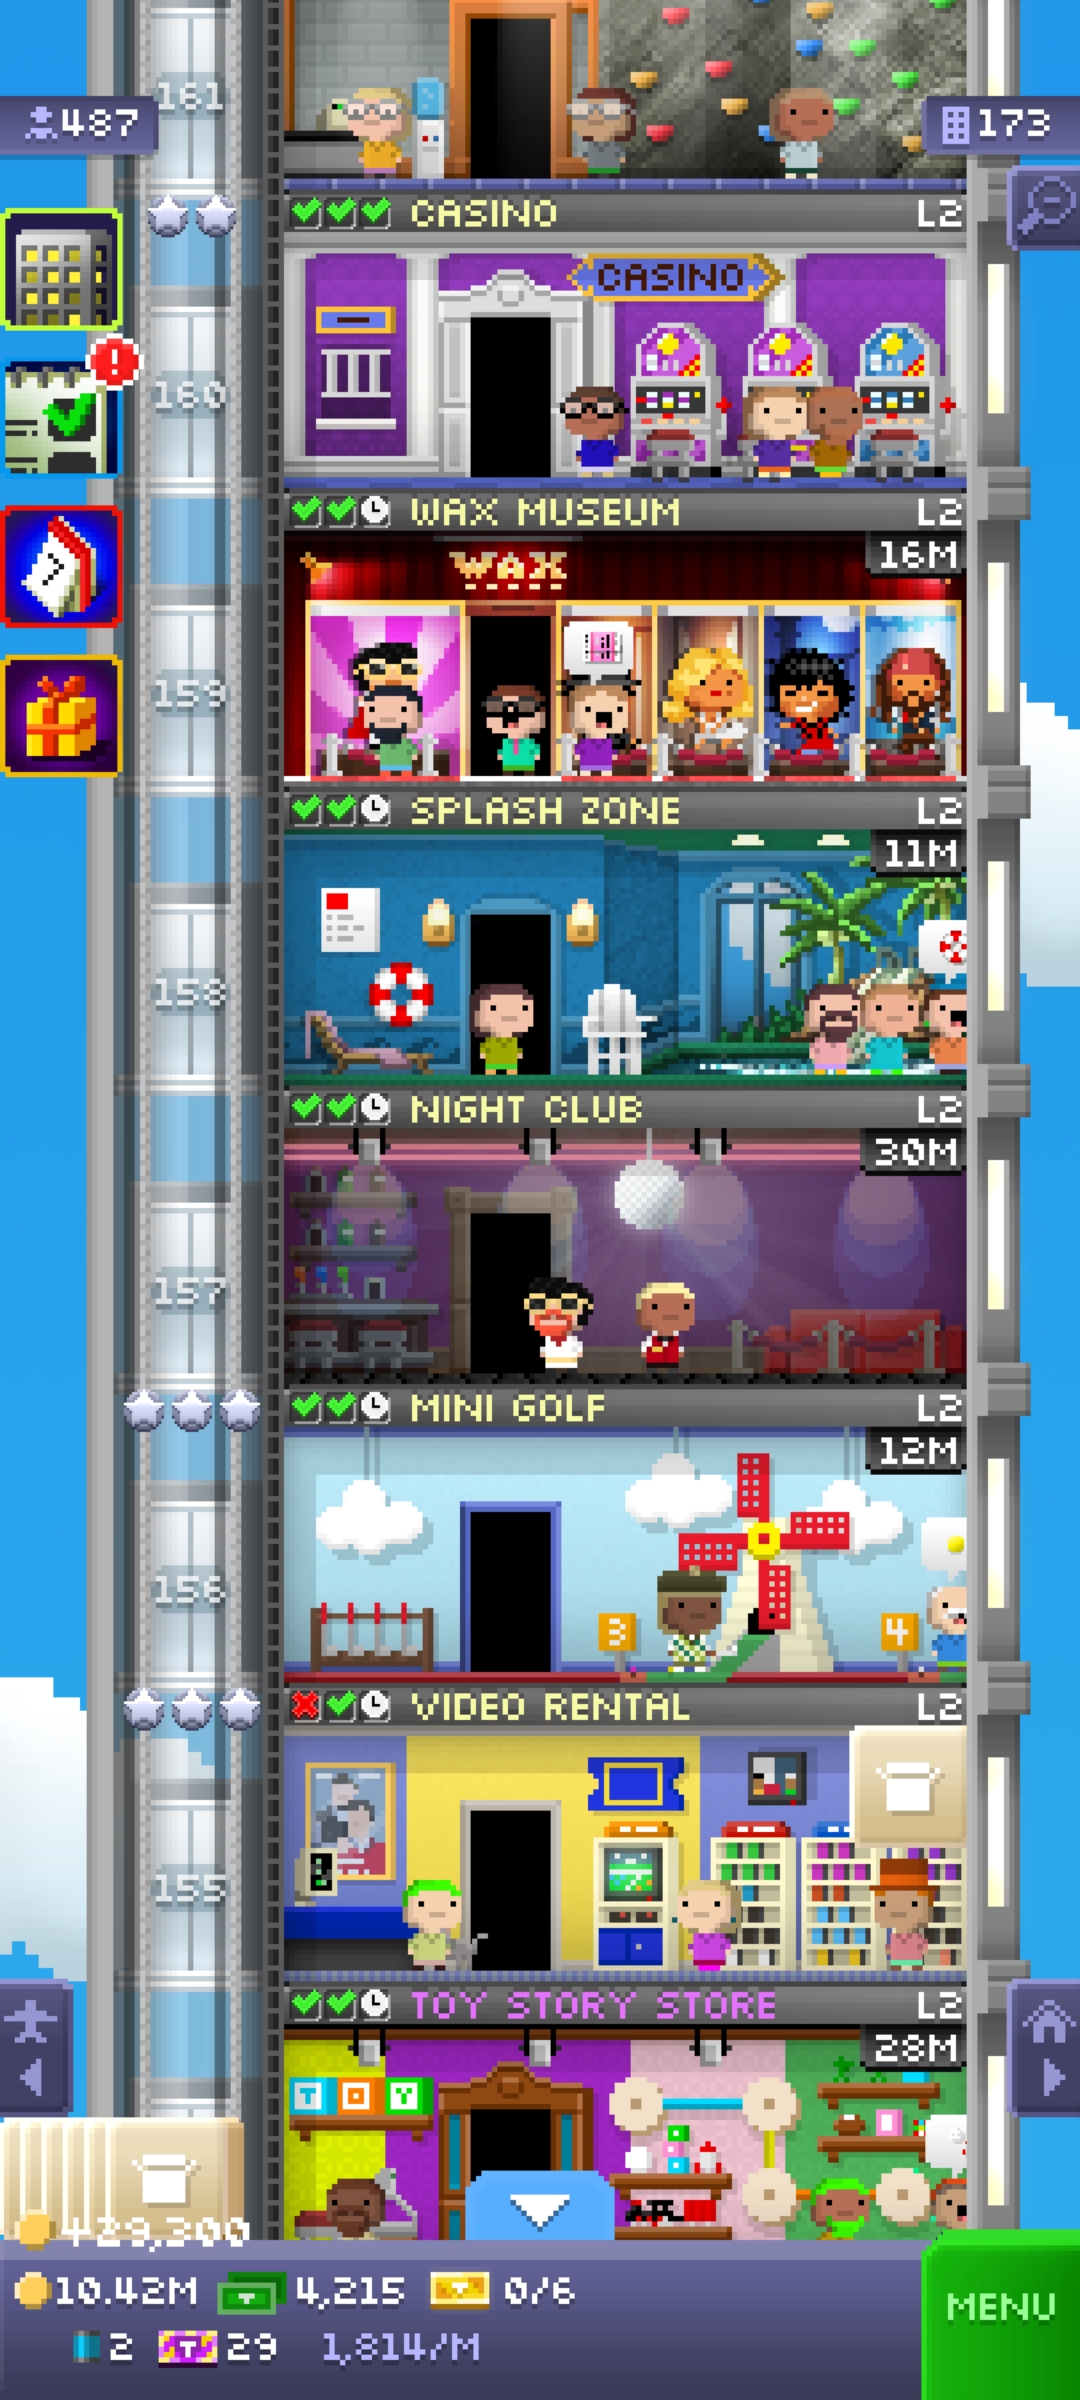 161
487
173
CASINO L2
CASINO
160
WAX MUSEUM L2
16M
WAX
159
SPLASH ZONE L2
11M
158
NIGHT CLUB L2
30M
157
MINI GOLF L2
12M
156
3
4
VIDEO RENTAL L2
155
TOY STORY STORE L2
28M
T O Y
+29,300
10.42M 4,215 0/6
2 29 1,814/M
MENU